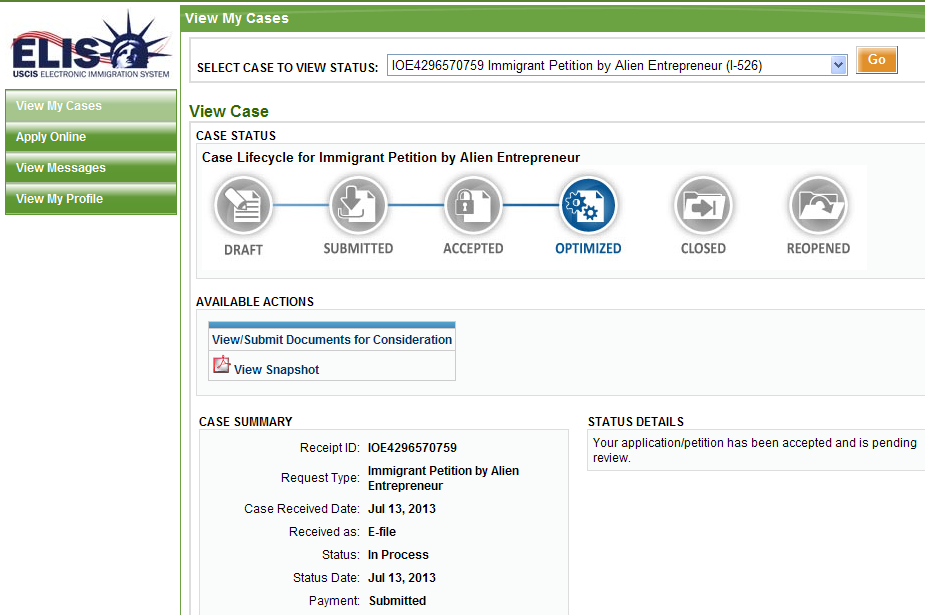 View My Cases
ELIS
USCIS ELECTRONIC IMMIGRATION SYSTEM
View My Cases
Apply Online
View Messages
View My Profile
SELECT CASE TO VIEW STATUS: IOE4296570759 Immigrant Petition by Alien Entrepreneur (I-526) Go
View Case
CASE STATUS
Case Lifecycle for Immigrant Petition by Alien Entrepreneur
DRAFT SUBMITTED ACCEPTED OPTIMIZED CLOSED REOPENED
AVAILABLE ACTIONS
View/Submit Documents for Consideration
View Snapshot
CASE SUMMARY
Receipt ID: IOE4296570759
Request Type: Immigrant Petition by Alien
Entrepreneur
Case Received Date: Jul 13, 2013
Received as: E-file
Status: In Process
Status Date: Jul 13, 2013
Payment: Submitted
STATUS DETAILS
Your application/petition has been accepted and is pending
review.